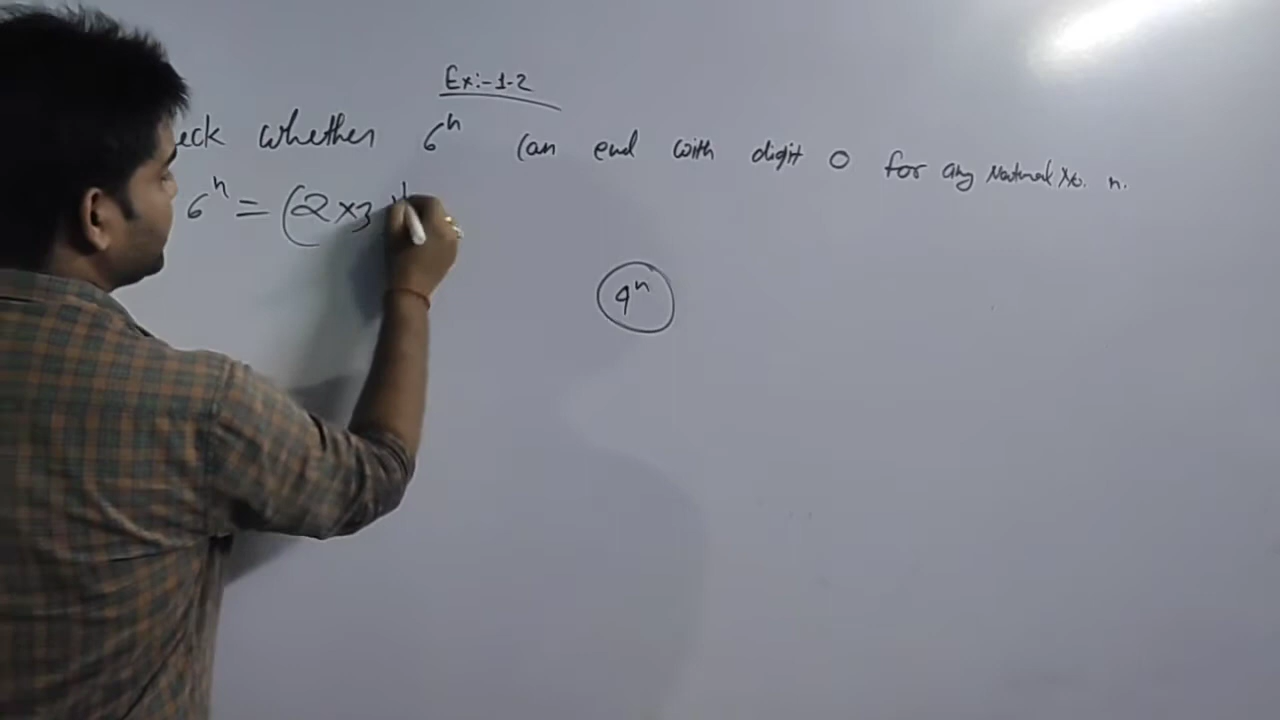 Ex:-1.2
eck whether 6ⁿ can end with digit 0 for any Natural No. n.
6ⁿ = (2×3)
4ⁿ